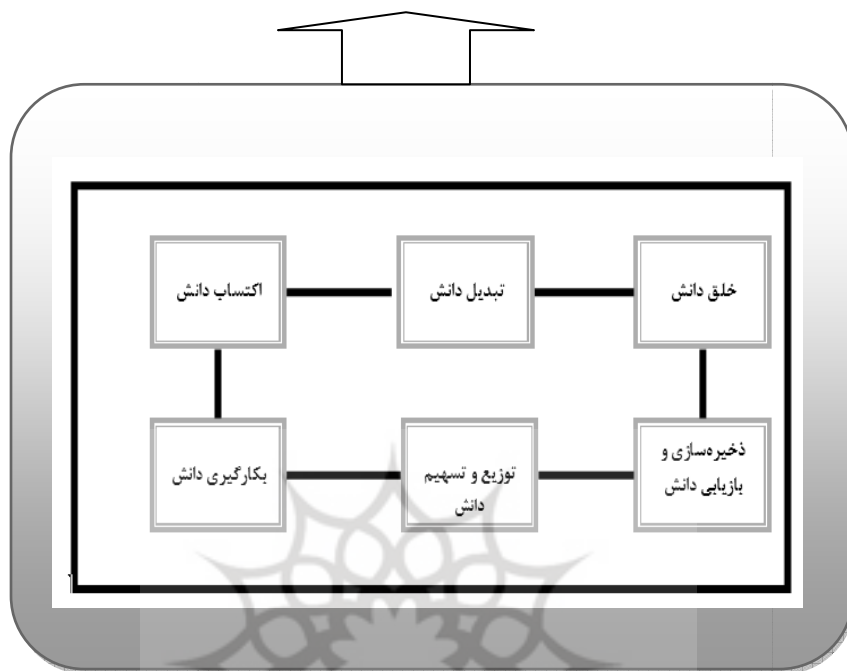 خلق دانش
تبدیل دانش
اکتساب دانش
ذخیره‌سازی و
بازیابی دانش
توزیع و تسهیم
دانش
بکارگیری دانش